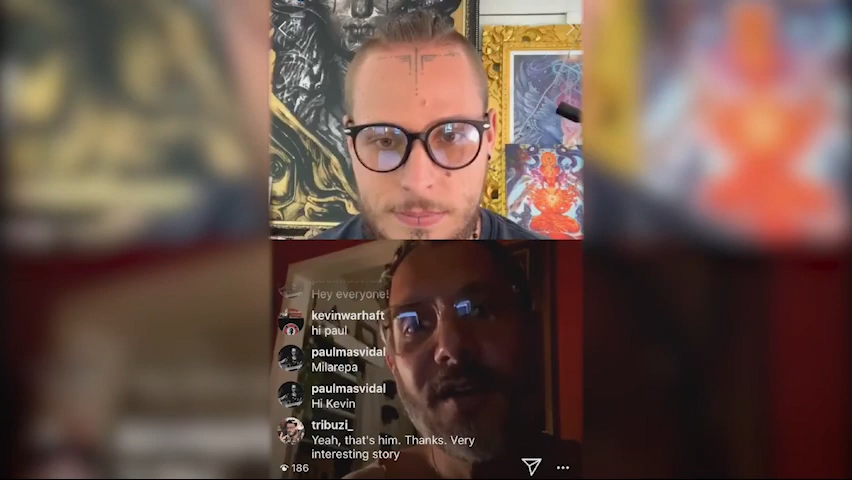 Hey everyone!
kevinwarhaft
hi paul
paulmasvidal
Milarepa
paulmasvidal
Hi Kevin
tribuzi_
Yeah, that's him. Thanks. Very
interesting story
186